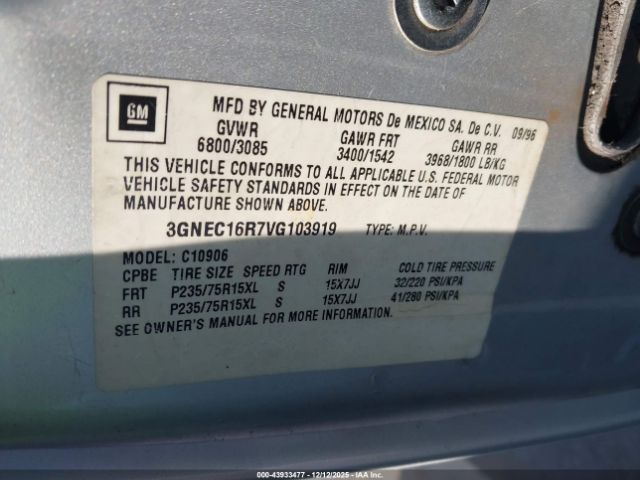 GM
MFD BY GENERAL MOTORS De MEXICO SA. De C.V. 09/96
GVWR GAWR FRT GAWR RR
6800/3085 3400/1542 3968/1800 LB/KG
THIS VEHICLE CONFORMS TO ALL APPLICABLE U.S. FEDERAL MOTOR
VEHICLE SAFETY STANDARDS IN EFFECT ON THE DATE OF
MANUFACTURE SHOWN ABOVE.
3GNEC16R7VG103919 TYPE: M.P.V.
MODEL: C10906
CPBE TIRE SIZE SPEED RTG RIM COLD TIRE PRESSURE
FRT P235/75R15XL S 15X7JJ 32/220 PSI/KPA
RR P235/75R15XL S 15X7JJ 41/280 PSI/KPA
SEE OWNER'S MANUAL FOR MORE INFORMATION.
© 000-43933477 - 12/12/2025 - IAAI.COM